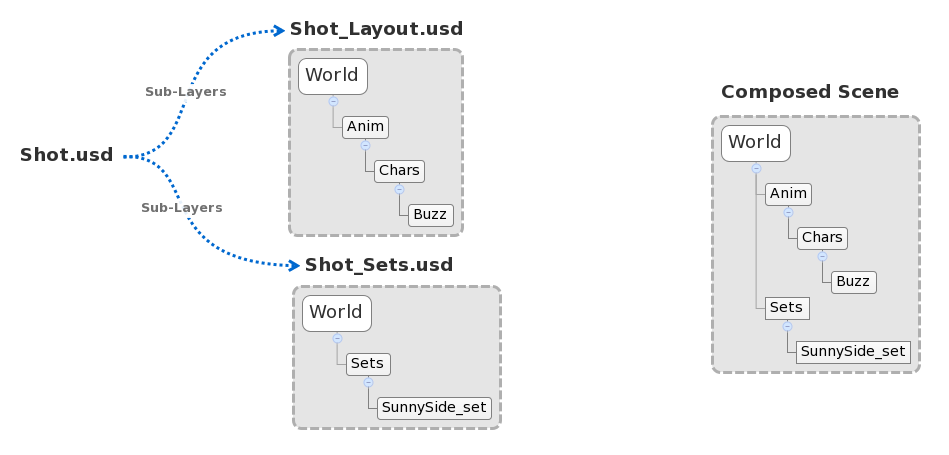 Shot.usd
Sub-Layers
Sub-Layers
Shot_Layout.usd
World
Anim
Chars
Buzz
Shot_Sets.usd
World
Sets
SunnySide_set
Composed Scene
World
Anim
Chars
Buzz
Sets
SunnySide_set